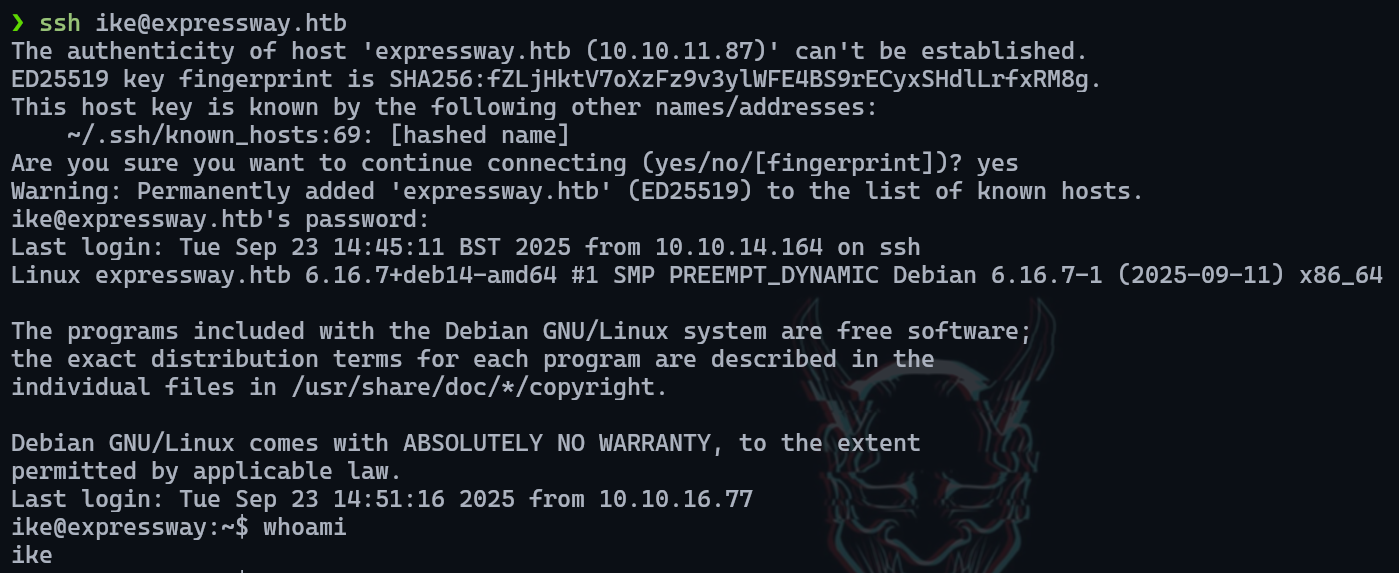 ❯ ssh ike@expressway.htb
The authenticity of host 'expressway.htb (10.10.11.87)' can't be established.
ED25519 key fingerprint is SHA256:fZLjHktV7oXzFz9v3ylWFE4BS9rECyxSHdlLrfxRM8g.
This host key is known by the following other names/addresses:
    ~/.ssh/known_hosts:69: [hashed name]
Are you sure you want to continue connecting (yes/no/[fingerprint])? yes
Warning: Permanently added 'expressway.htb' (ED25519) to the list of known hosts.
ike@expressway.htb's password:
Last login: Tue Sep 23 14:45:11 BST 2025 from 10.10.14.164 on ssh
Linux expressway.htb 6.16.7+deb14-amd64 #1 SMP PREEMPT_DYNAMIC Debian 6.16.7-1 (2025-09-11) x86_64
The programs included with the Debian GNU/Linux system are free software;
the exact distribution terms for each program are described in the
individual files in /usr/share/doc/*/copyright.
Debian GNU/Linux comes with ABSOLUTELY NO WARRANTY, to the extent
permitted by applicable law.
Last login: Tue Sep 23 14:51:16 2025 from 10.10.16.77
ike@expressway:~$ whoami
ike